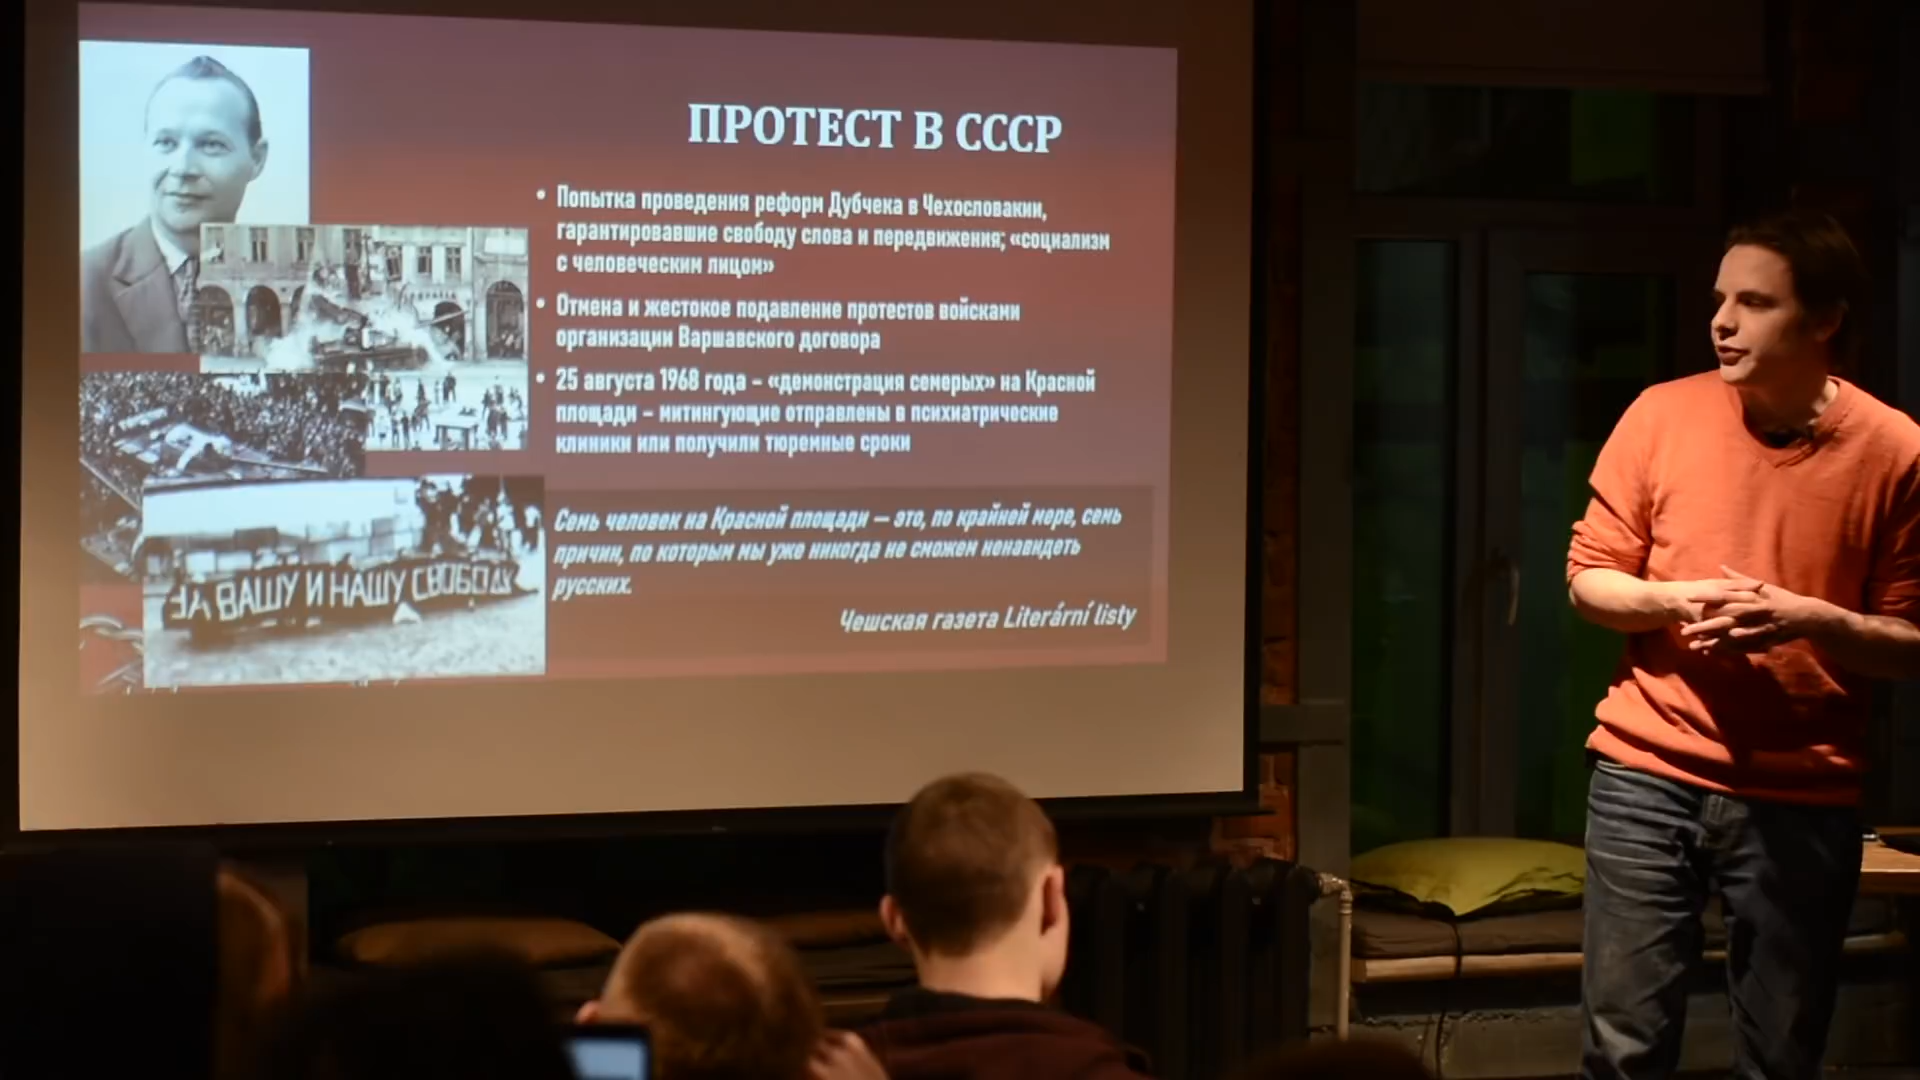 ПРОТЕСТ В СССР
• Попытка проведения реформ Дубчека в Чехословакии,
гарантировавшие свободу слова и передвижения; «социализм
с человеческим лицом»
• Отмена и жестокое подавление протестов войсками
организации Варшавского договора
• 25 августа 1968 года – «демонстрация семерых» на Красной
площади – митингующие отправлены в психиатрические
клиники или получили тюремные сроки
Семь человек на Красной площади — это, по крайней мере, семь
причин, по которым мы уже никогда не сможем ненавидеть
русских.
Чешская газета Literární listy
ЗА ВАШУ И НАШУ СВОБОДУ